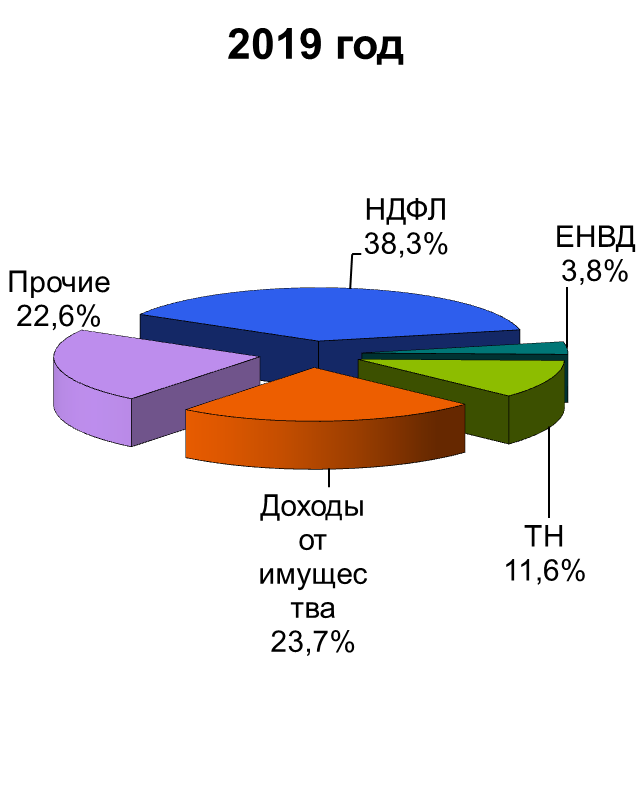 2019 год
НДФЛ
38,3%
ЕНВД
3,8%
Прочие
22,6%
Доходы
от
имущес
тва
23,7%
ТН
11,6%